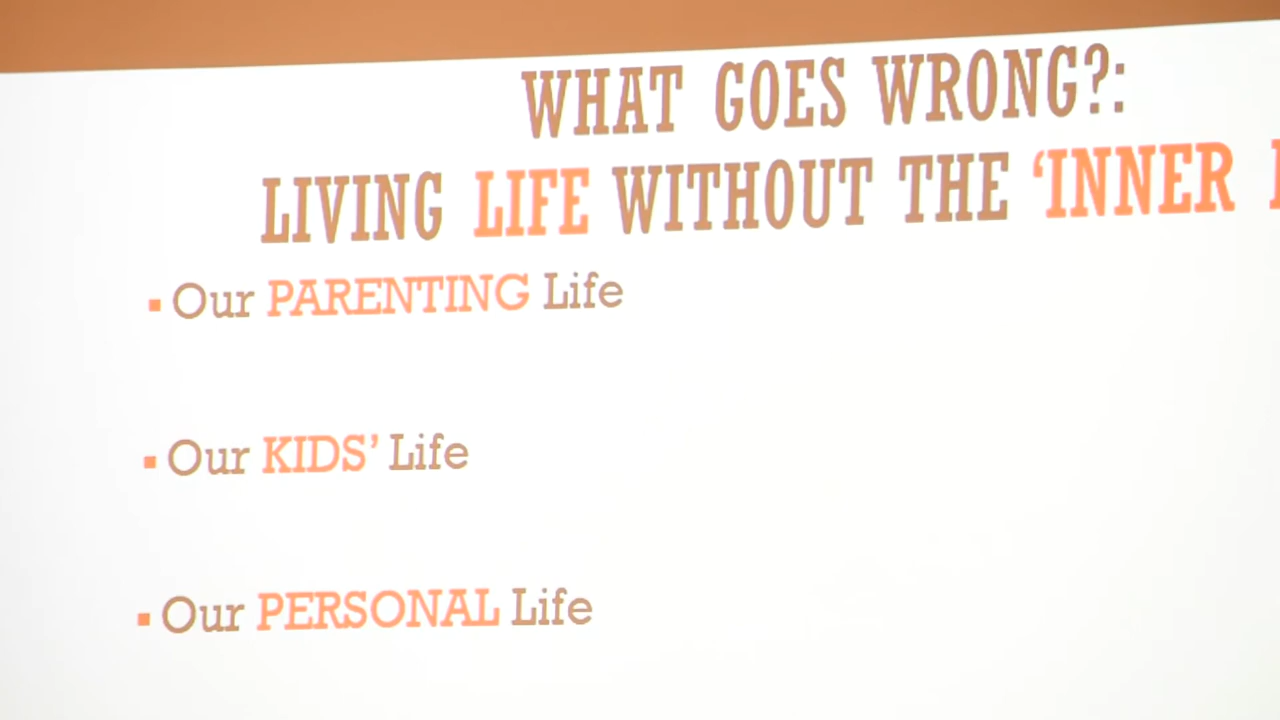 WHAT GOES WRONG?:
LIVING LIFE WITHOUT THE ‘INNER
▪ Our PARENTING Life
▪ Our KIDS’ Life
▪ Our PERSONAL Life